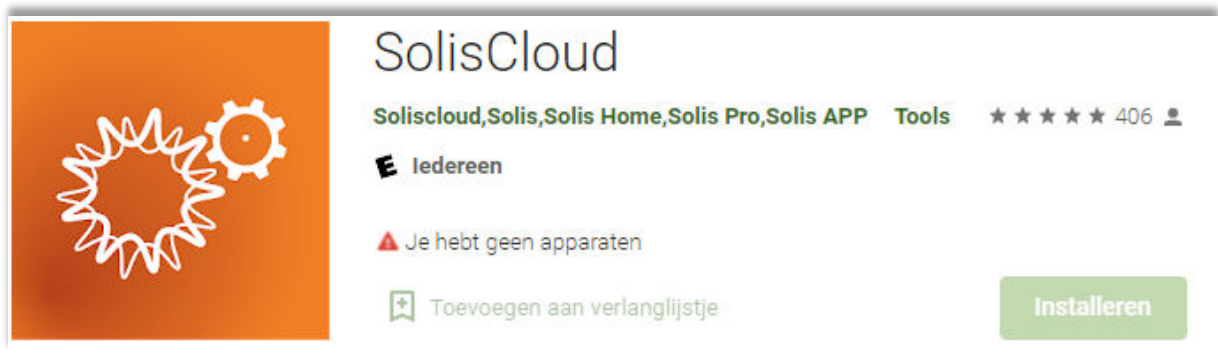 SolisCloud
Soliscloud,Solis,Solis Home,Solis Pro,Solis APP Tools 406
E Iedereen
Je hebt geen apparaten
Toevoegen aan verlanglijstje
Installeren